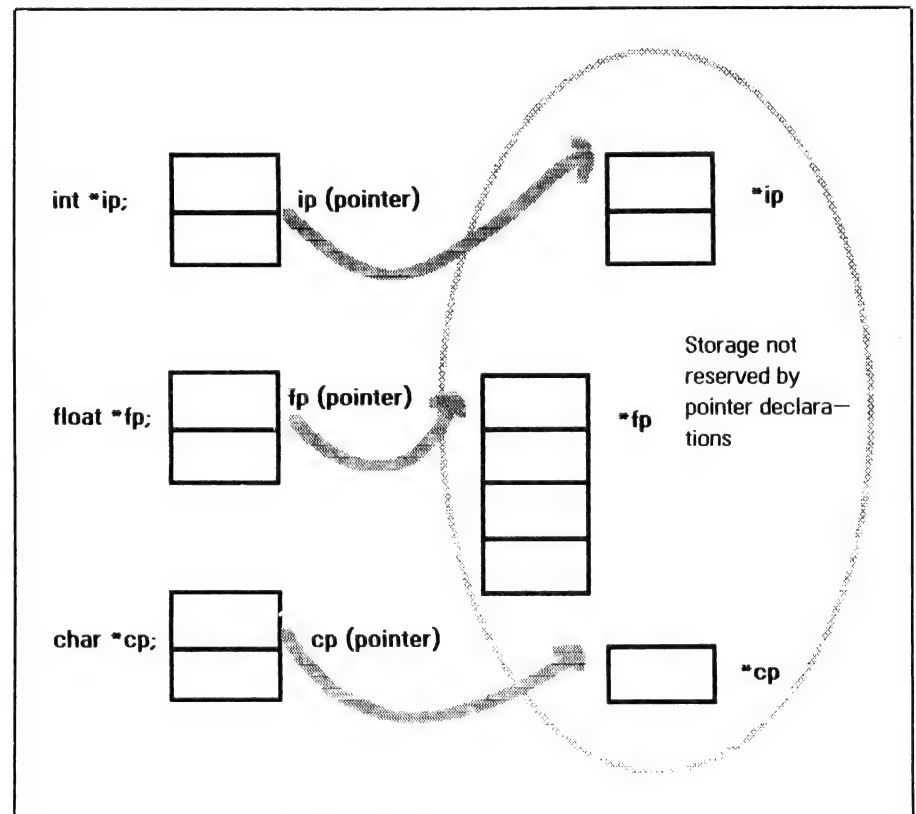 int *ip;
ip (pointer)
*ip
Storage not
reserved by
pointer declara—
tions
float *fp;
fp (pointer)
*fp
char *cp;
cp (pointer)
*cp